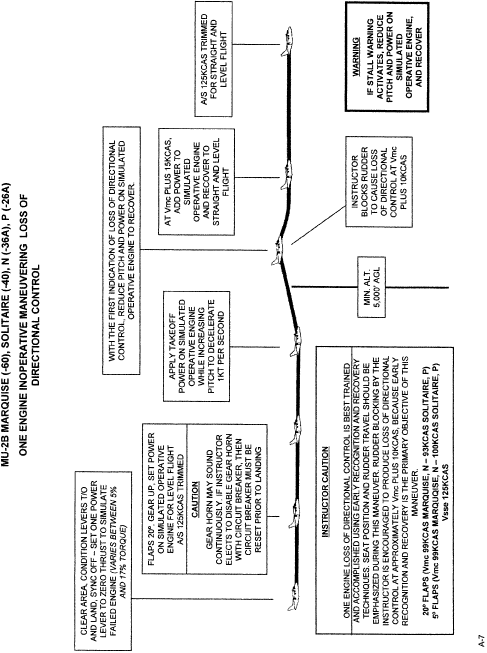 MU-2B MARQUISE (-60), SOLITAIRE (-40), N (-36A), P (-26A)
ONE ENGINE INOPERATIVE MANEUVERING LOSS OF
DIRECTIONAL CONTROL
CLEAR AREA, CONDITION LEVERS T/O
AND LAND, SYNC OFF – SET ONE POWER
LEVER TO ZERO THRUST TO SIMULATE
FAILED ENGINE (VARIES BETWEEN 5%
AND 17% TORQUE)
FLAPS 20° GEAR UP. SET POWER
ON SIMULATED OPERATIVE
ENGINE FOR LEVEL FLIGHT
A/S 125KCAS TRIMMED
CAUTION
GEAR HORN MAY SOUND
CONTINUOUSLY. IF INSTRUCTOR
ELECTS TO DISABLE GEAR HORN
WITH CIRCUIT BREAKER, THEN
CIRCUIT BREAKER MUST BE
RESET PRIOR TO LANDING
APPLY TAKEOFF
POWER ON SIMULATED
OPERATIVE ENGINE
WHILE INCREASING
PITCH TO DECELERATE
1KT PER SECOND
WITH THE FIRST INDICATION OF LOSS OF DIRECTIONAL
CONTROL, REDUCE PITCH AND POWER ON SIMULATED
OPERATIVE ENGINE TO RECOVER.
AT Vmc PLUS 15KCAS,
ADD POWER TO
SIMULATED
OPERATIVE ENGINE
AND RECOVER TO
STRAIGHT AND LEVEL
FLIGHT
A/S 125KCAS TRIMMED
FOR STRAIGHT AND
LEVEL FLIGHT
INSTRUCTOR CAUTION
ONE ENGINE LOSS OF DIRECTIONAL CONTROL IS BEST TRAINED
AND ACCOMPLISHED USING EARLY RECOGNITION AND RECOVERY
TECHNIQUES. SEAT POSITION AND RUDDER TRAVEL SHOULD BE
EMPHASIZED DURING THIS MANEUVER. RUDDER BLOCKING BY THE
INSTRUCTOR IS ENCOURAGED TO PRODUCE LOSS OF DIRECTIONAL
CONTROL AT APPROXIMATELY Vmc PLUS 10KCAS, BECAUSE EARLY
RECOGNITION AND RECOVERY IS THE PRIMARY OBJECTIVE OF THIS
MANEUVER.
20° FLAPS (Vmc 99KCAS MARQUISE, N – 93KCAS SOLITAIRE, P)
5° FLAPS (Vmc 99KCAS MARQUIQSE, N – 100KCAS SOLITAIRE, P)
Vase 125KCAS
MIN. ALT.
5,000' AGL
INSTRUCTOR
BLOCKS RUDDER
TO CAUSE LOSS
OF DIRECTIONAL
CONTROL AT Vmc
PLUS 10KCAS
WARNING
IF STALL WARNING
ACTIVATES, REDUCE
PITCH AND POWER ON
SIMULATED
OPERATIVE ENGINE,
AND RECOVER
A-7